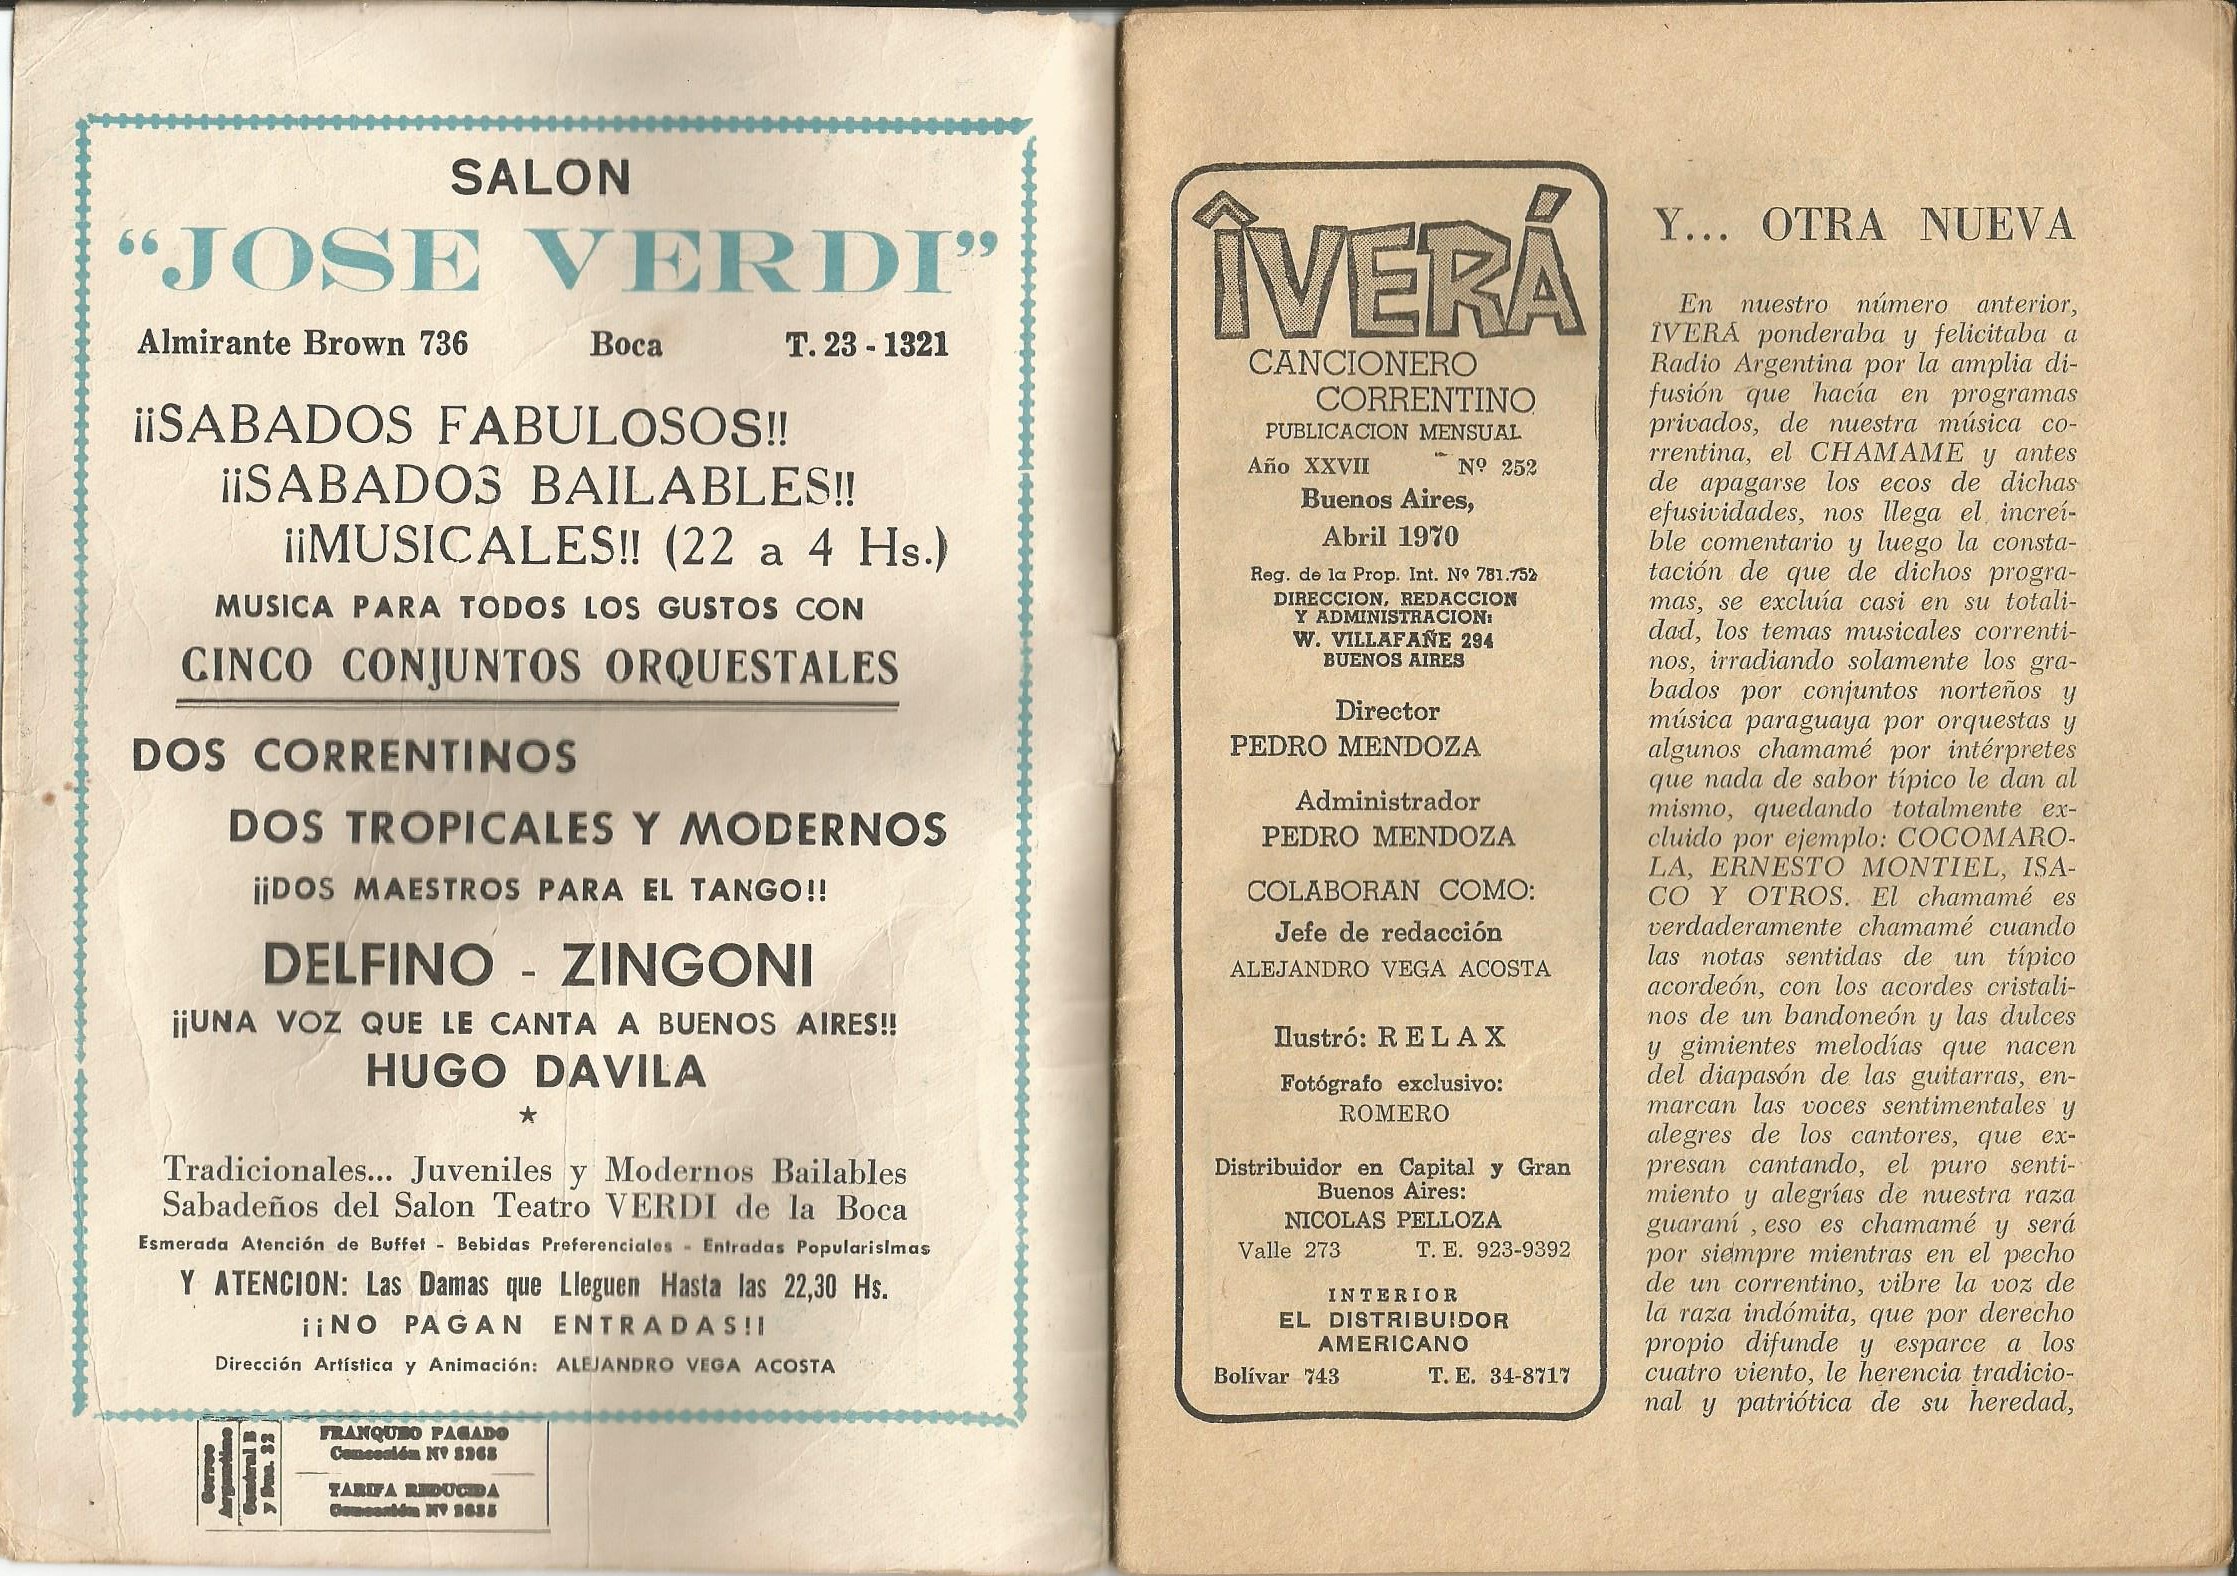 SALON
“JOSE VERDI”
Almirante Brown 736 Boca T. 23 - 1321
¡¡SABADOS FABULOSOS!!
¡¡SABADOS BAILABLES!!
¡¡MUSICALES!! (22 a 4 Hs.)
MUSICA PARA TODOS LOS GUSTOS CON
CINCO CONJUNTOS ORQUESTALES
DOS CORRENTINOS
DOS TROPICALES Y MODERNOS
¡¡DOS MAESTROS PARA EL TANGO!!
DELFINO - ZINGONI
¡¡UNA VOZ QUE LE CANTA A BUENOS AIRES!!
HUGO DAVILA
★
Tradicionales... Juveniles y Modernos Bailables
Sabadeños del Salon Teatro VERDI de la Boca
Esmerada Atención de Buffet - Bebidas Preferenciales - Entradas Popularisimas
Y ATENCION: Las Damas que Lleguen Hasta las 22,30 Hs.
¡¡NO PAGAN ENTRADAS!!
Dirección Artística y Animación: ALEJANDRO VEGA ACOSTA
Correo
Argentino
Central B
y Suc. 32
FRANQUEO PAGADO
Concesión Nº
TARIFA REDUCIDA
Concesión Nº
ÎVERÁ
CANCIONERO
CORRENTINO
PUBLICACION MENSUAL
Año XXVII Nº 252
Buenos Aires,
Abril 1970
Reg. de la Prop. Int. Nº 781.752
DIRECCION, REDACCION
Y ADMINISTRACION:
W. VILLAFAÑE 294
BUENOS AIRES
Director
PEDRO MENDOZA
Administrador
PEDRO MENDOZA
COLABORAN COMO:
Jefe de redacción
ALEJANDRO VEGA ACOSTA
Ilustró: RELAX
Fotógrafo exclusivo:
ROMERO
Distribuidor en Capital y Gran
Buenos Aires:
NICOLAS PELLOZA
Valle 273 T. E. 923-9392
INTERIOR
EL DISTRIBUIDOR
AMERICANO
Bolívar 743 T. E. 34-8717
Y... OTRA NUEVA
En nuestro número anterior,
ÎVERÁ ponderaba y felicitaba a
Radio Argentina por la amplia di-
fusión que hacía en programas
privados, de nuestra música co-
rrentina, el CHAMAME y antes
de apagarse los ecos de dichas
efusividades, nos llega el increí-
ble comentario y luego la consta-
tación de que de dichos progra-
mas, se excluía casi en su totali-
dad, los temas musicales correnti-
nos, irradiando solamente los gra-
bados por conjuntos norteños y
música paraguaya por orquestas y
algunos chamamé por intérpretes
que nada de sabor típico le dan al
mismo, quedando totalmente ex-
cluido por ejemplo: COCOMARO-
LA, ERNESTO MONTIEL, ISA-
CO Y OTROS. El chamamé es
verdaderamente chamamé cuando
las notas sentidas de un típico
acordeón, con los acordes cristali-
nos de un bandoneón y las dulces
y gimientes melodías que nacen
del diapasón de las guitarras, en-
marcan las voces sentimentales y
alegres de los cantores, que ex-
presan cantando, el puro senti-
miento y alegrías de nuestra raza
guaraní , eso es chamamé y será
por siempre mientras en el pecho
de un correntino, vibre la voz de
la raza indómita, que por derecho
propio difunde y esparce a los
cuatro viento, le herencia tradicio-
nal y patriótica de su heredad,